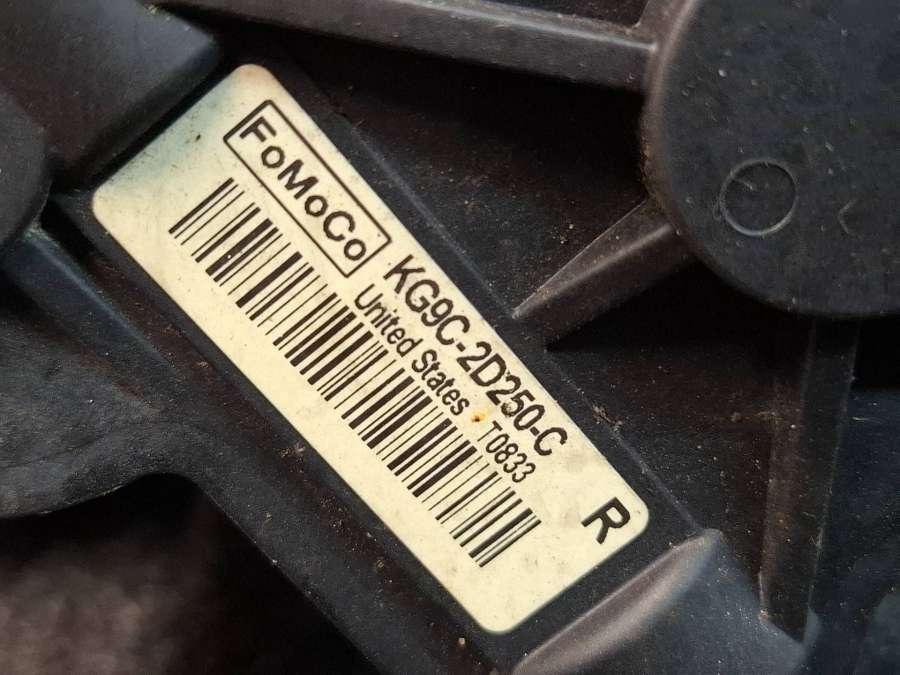 FoMoCo
KG9C-2D250-C
United States T0833
R